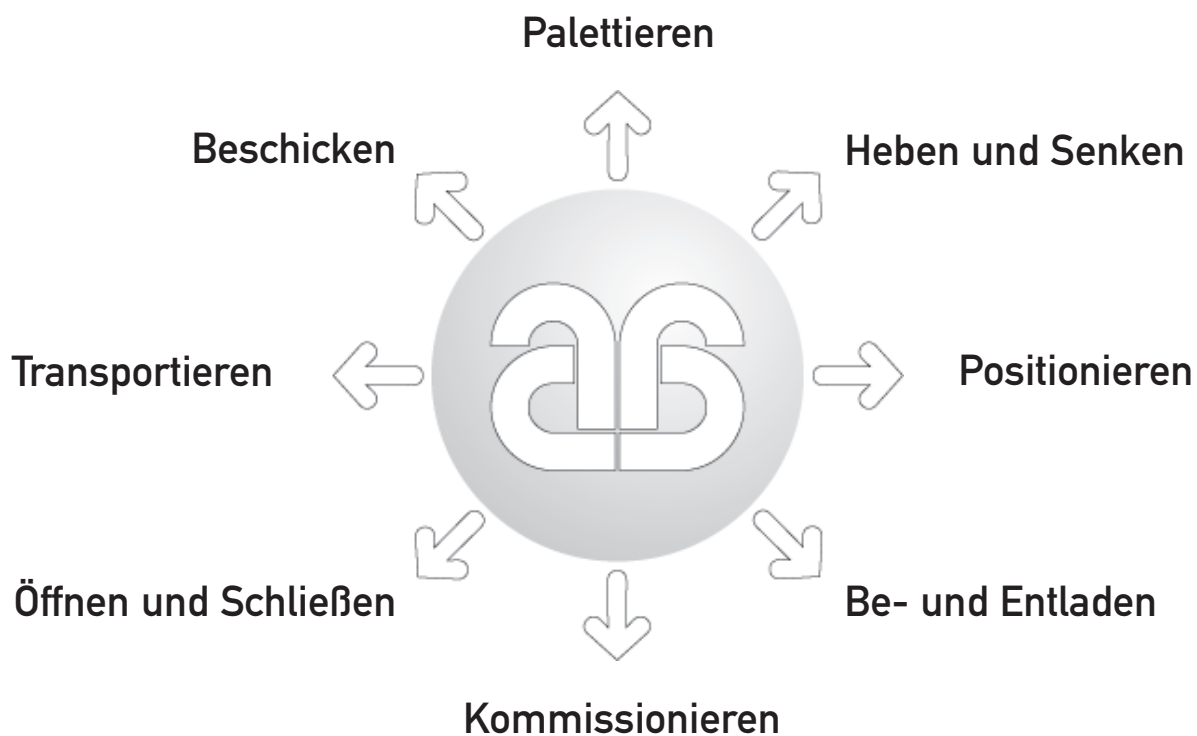 Palettieren
Beschicken
Heben und Senken
Transportieren
Positionieren
Öffnen und Schließen
Be- und Entladen
Kommissionieren